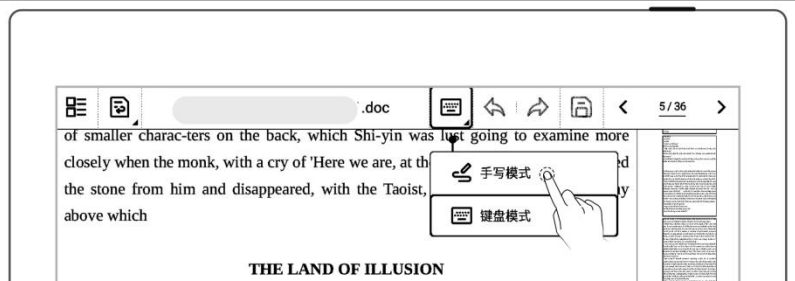 .doc
5 / 36
of smaller charac-ters on the back, which Shi-yin was just going to examine more
closely when the monk, with a cry of 'Here we are, at th
the stone from him and disappeared, with the Taoist,
above which
手写模式
键盘模式
THE LAND OF ILLUSION